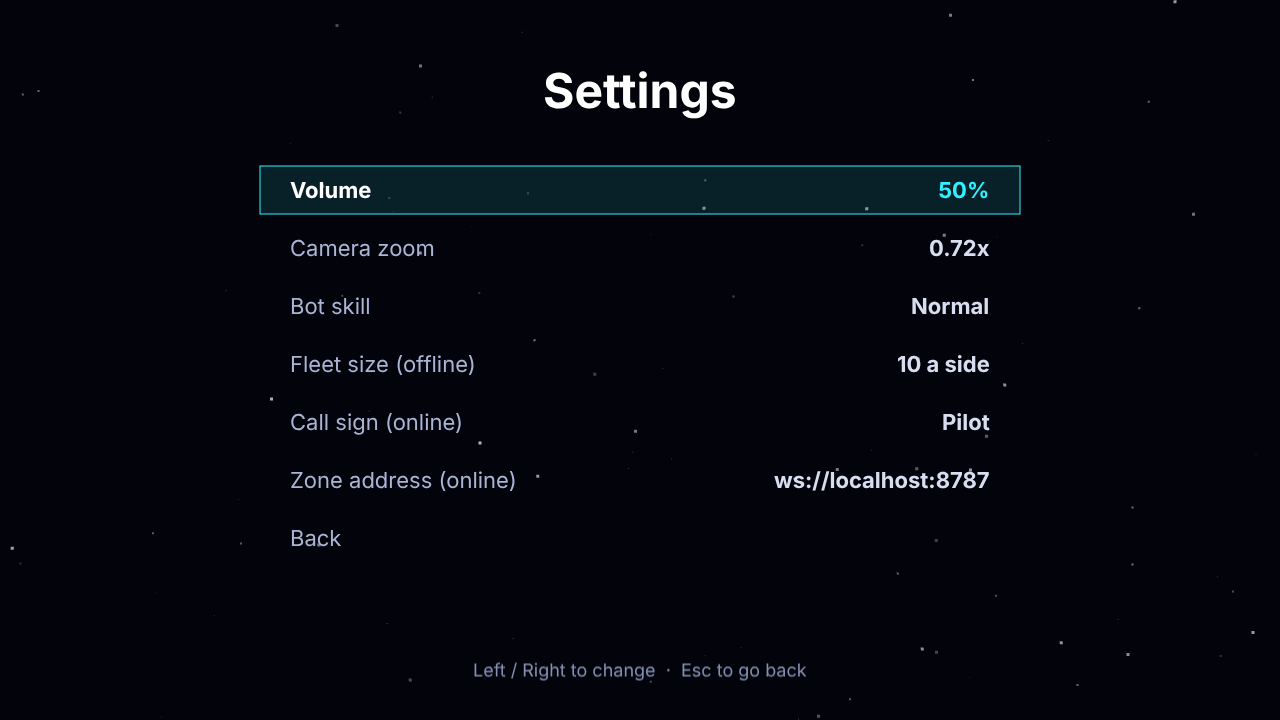 Settings
Volume 50%
Camera zoom 0.72x
Bot skill Normal
Fleet size (offline) 10 a side
Call sign (online) Pilot
Zone address (online) ws://localhost:8787
Back
Left / Right to change · Esc to go back